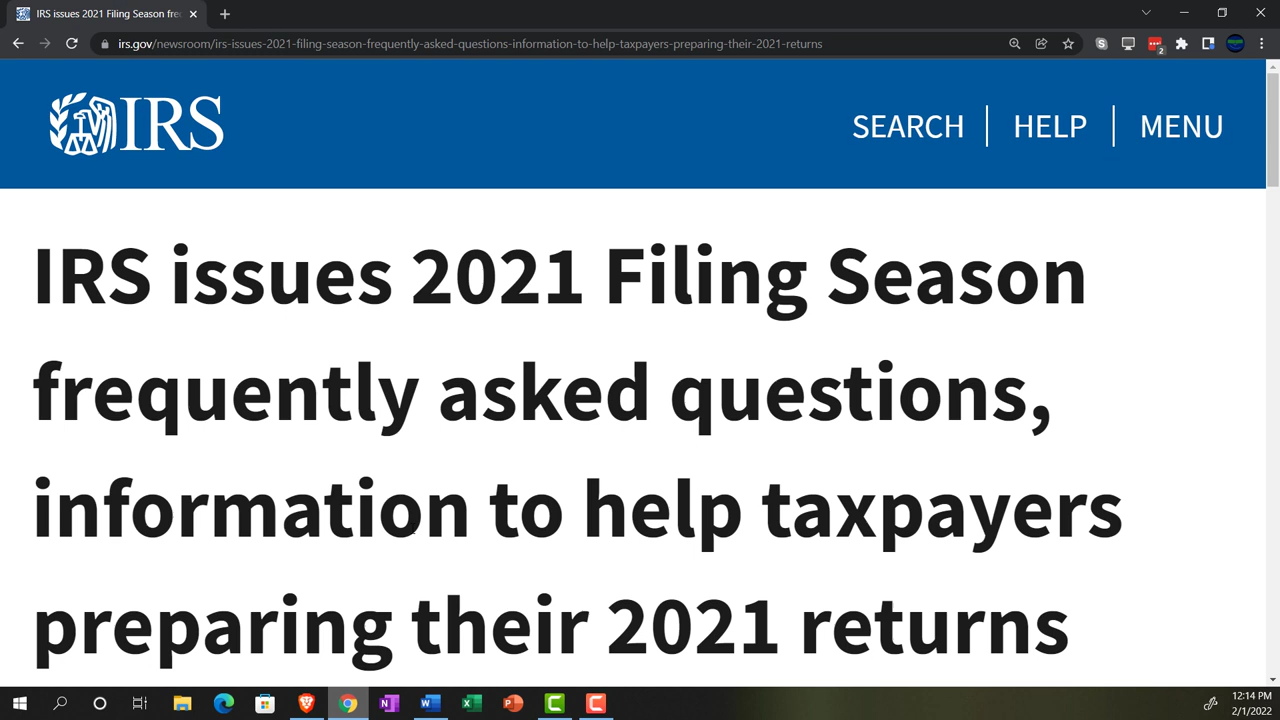 IRS issues 2021 Filing Season fre
irs.gov/newsroom/irs-issues-2021-filing-season-frequently-asked-questions-information-to-help-taxpayers-preparing-their-2021-returns
2
IRS
SEARCH
HELP
MENU
IRS issues 2021 Filing Season
frequently asked questions,
information to help taxpayers
preparing their 2021 returns
12:14 PM
2/1/2022